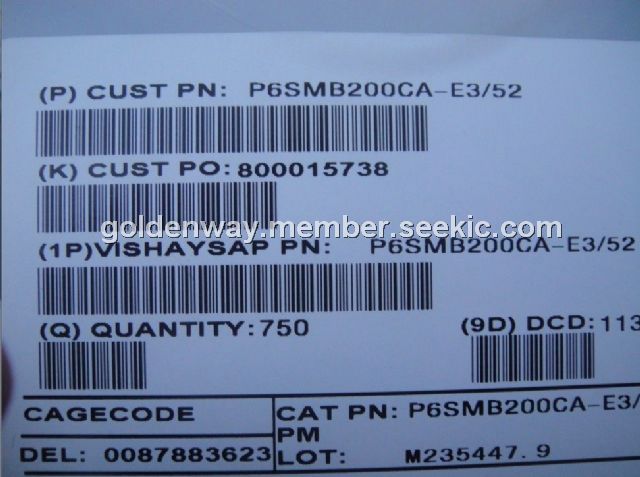 (P) CUST PN: P6SMB200CA-E3/52
(K) CUST PO: 800015738
goldenway.member.seekic.com
(1P)VISHAYSAP PN: P6SMB200CA-E3/52
(Q) QUANTITY: 750 (9D) DCD: 113
CAGECODE CAT PN: P6SMB200CA-E3/
PM
DEL: 0087883623 LOT: M235447.9